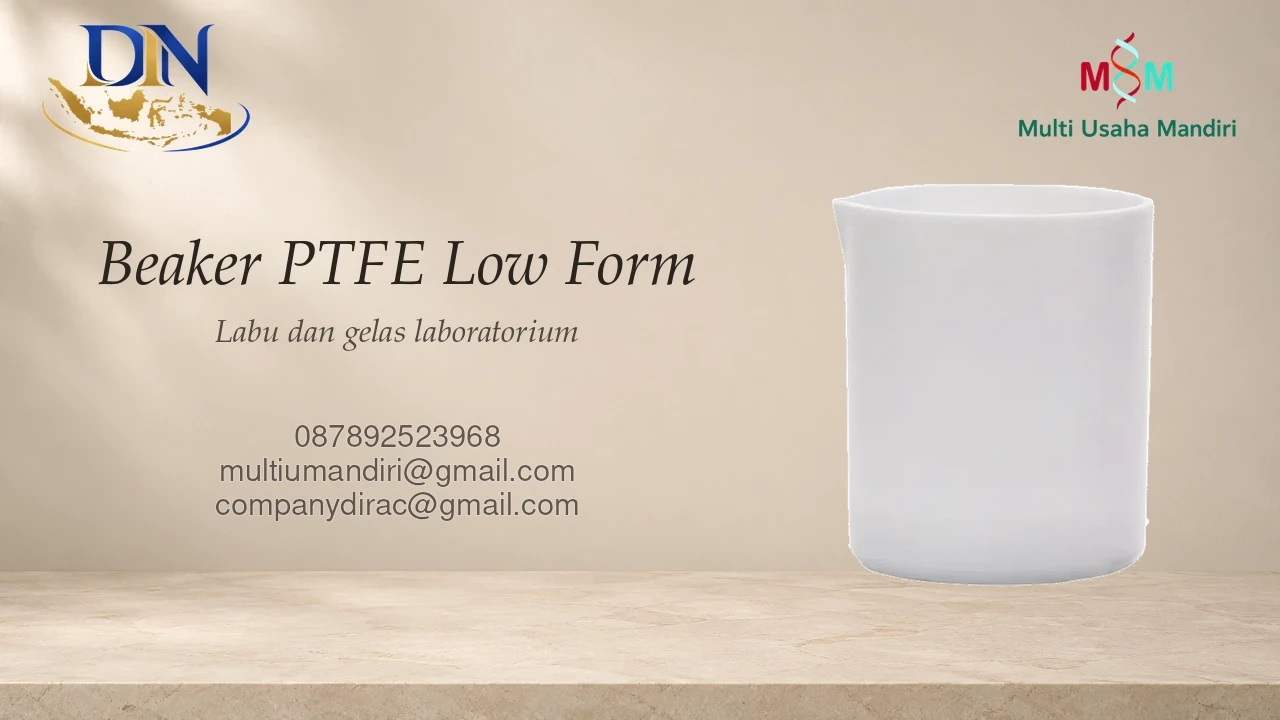 DN
M M
Multi Usaha Mandiri
Beaker PTFE Low Form
Labu dan gelas laboratorium
087892523968
multiumandiri@gmail.com
companydirac@gmail.com